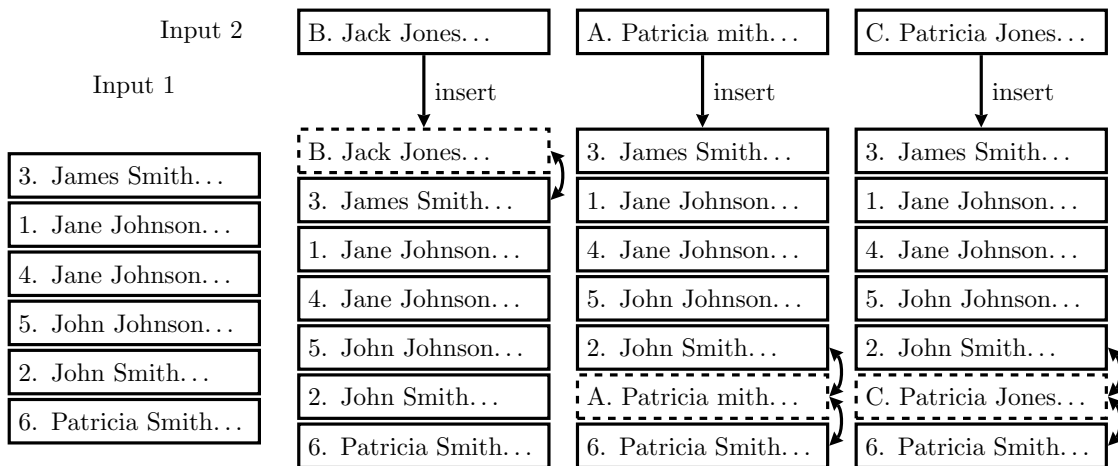 Input 2
B. Jack Jones...
A. Patricia mith...
C. Patricia Jones...
Input 1
insert
insert
insert
3. James Smith...
1. Jane Johnson...
4. Jane Johnson...
5. John Johnson...
2. John Smith...
6. Patricia Smith...
B. Jack Jones...
3. James Smith...
1. Jane Johnson...
4. Jane Johnson...
5. John Johnson...
2. John Smith...
6. Patricia Smith...
3. James Smith...
1. Jane Johnson...
4. Jane Johnson...
5. John Johnson...
2. John Smith...
A. Patricia mith...
6. Patricia Smith...
3. James Smith...
1. Jane Johnson...
4. Jane Johnson...
5. John Johnson...
2. John Smith...
C. Patricia Jones...
6. Patricia Smith...